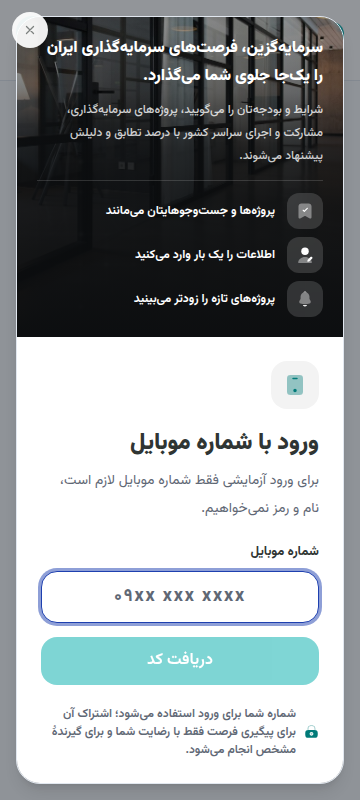 سرمایه‌گزین، فرصت‌های سرمایه‌گذاری ایران
را یک‌جا جلوی شما می‌گذارد.
شرایط و بودجه‌تان را می‌گویید، پروژه‌های سرمایه‌گذاری،
مشارکت و اجرای سراسر کشور با درصد تطابق و دلیلش
پیشنهاد می‌شوند.
پروژه‌ها و جست‌وجوهایتان می‌مانند
اطلاعات را یک بار وارد می‌کنید
پروژه‌های تازه را زودتر می‌بینید
ورود با شماره موبایل
برای ورود آزمایشی فقط شماره موبایل لازم است،
نام و رمز نمی‌خواهیم.
شماره موبایل
۰۹xx xxx xxxx
دریافت کد
شماره شما برای ورود استفاده می‌شود؛ اشتراک آن
برای پیگیری فرصت فقط با رضایت شما و برای گیرندهٔ
مشخص انجام می‌شود.